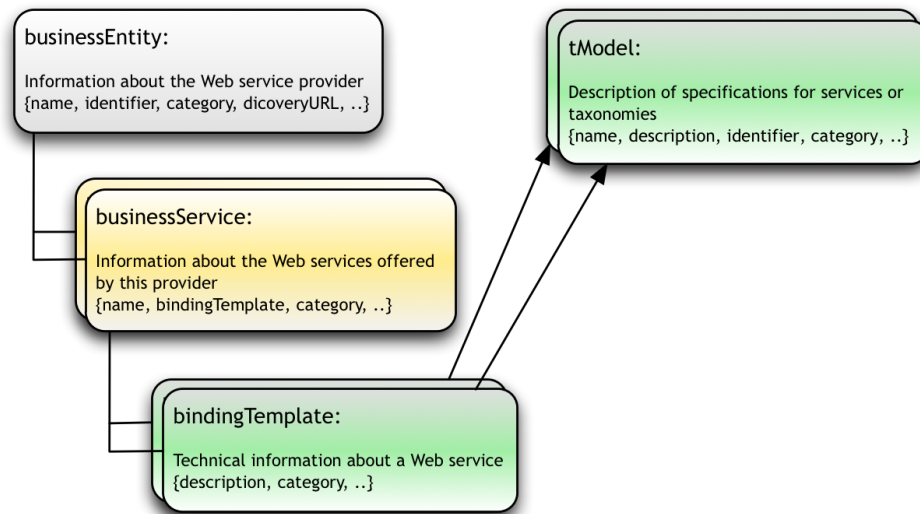 businessEntity:
Information about the Web service provider
{name, identifier, category, dicoveryURL, ..}
tModel:
Description of specifications for services or
taxonomies
{name, description, identifier, category, ..}
businessService:
Information about the Web services offered
by this provider
{name, bindingTemplate, category, ..}
bindingTemplate:
Technical information about a Web service
{description, category, ..}